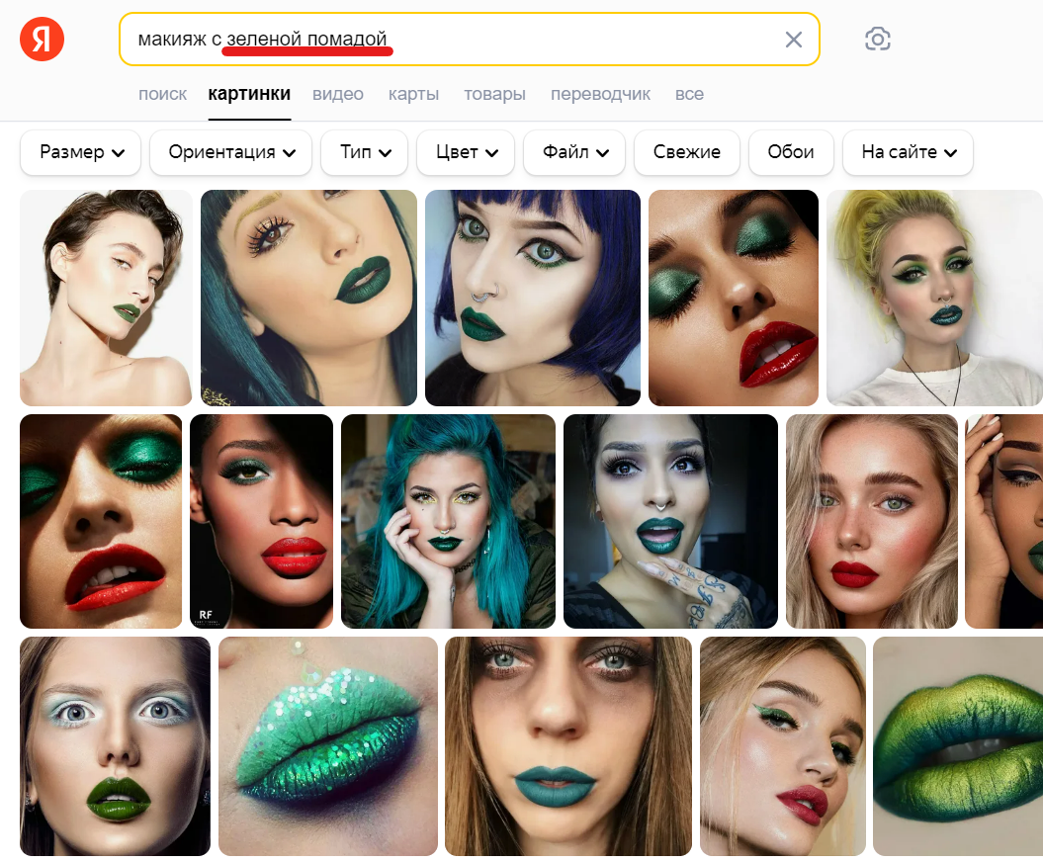 Я
макияж с зеленой помадой
поиск картинки видео карты товары переводчик все
Размер Ориентация Тип Цвет Файл Свежие Обои На сайте
RF